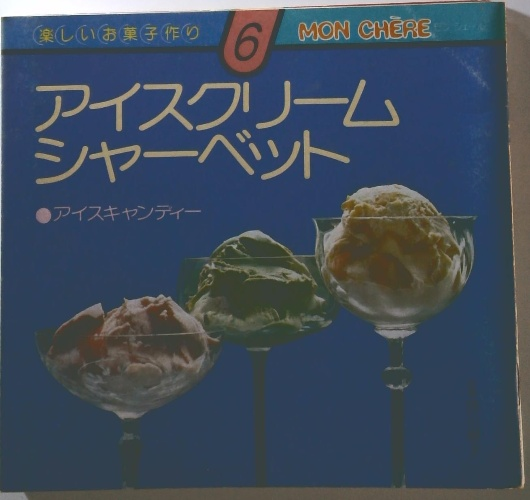 楽しいお菓子作り
6
MON CHÈRE
アイスクリーム
シャーベット
●アイスキャンディー